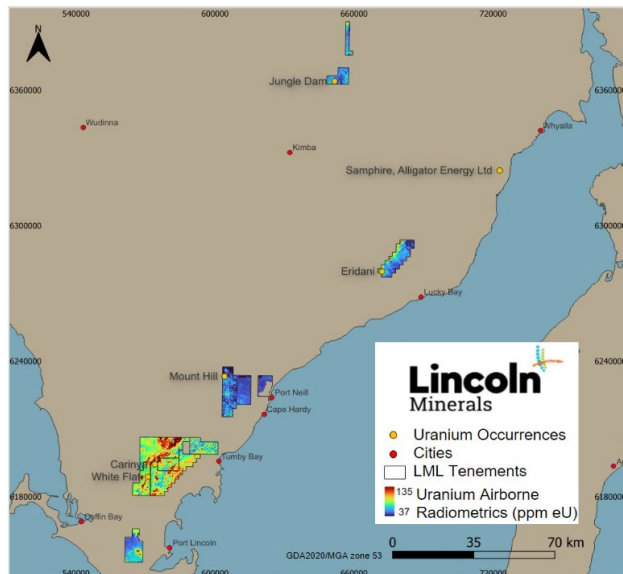 540000
600000
660000
720000
N
6360000
Jungle Dam
Wudinna
Whyalla
Kimba
Samphire, Alligator Energy Ltd
6300000
6300000
Eridani
Lucky Bay
6240000
6240000
Mount Hill
Port Neill
Cape Hardy
Lincoln
Minerals
Uranium Occurrences
Cities
LML Tenements
135
Uranium Airborne
37
Radiometrics (ppm eU)
Carinya
Tumby Bay
White Flat
6180000
6180000
Coffin Bay
Port Lincoln
GDA2020/MGA zone 53
0
35
70 km
540000
600000
660000
720000